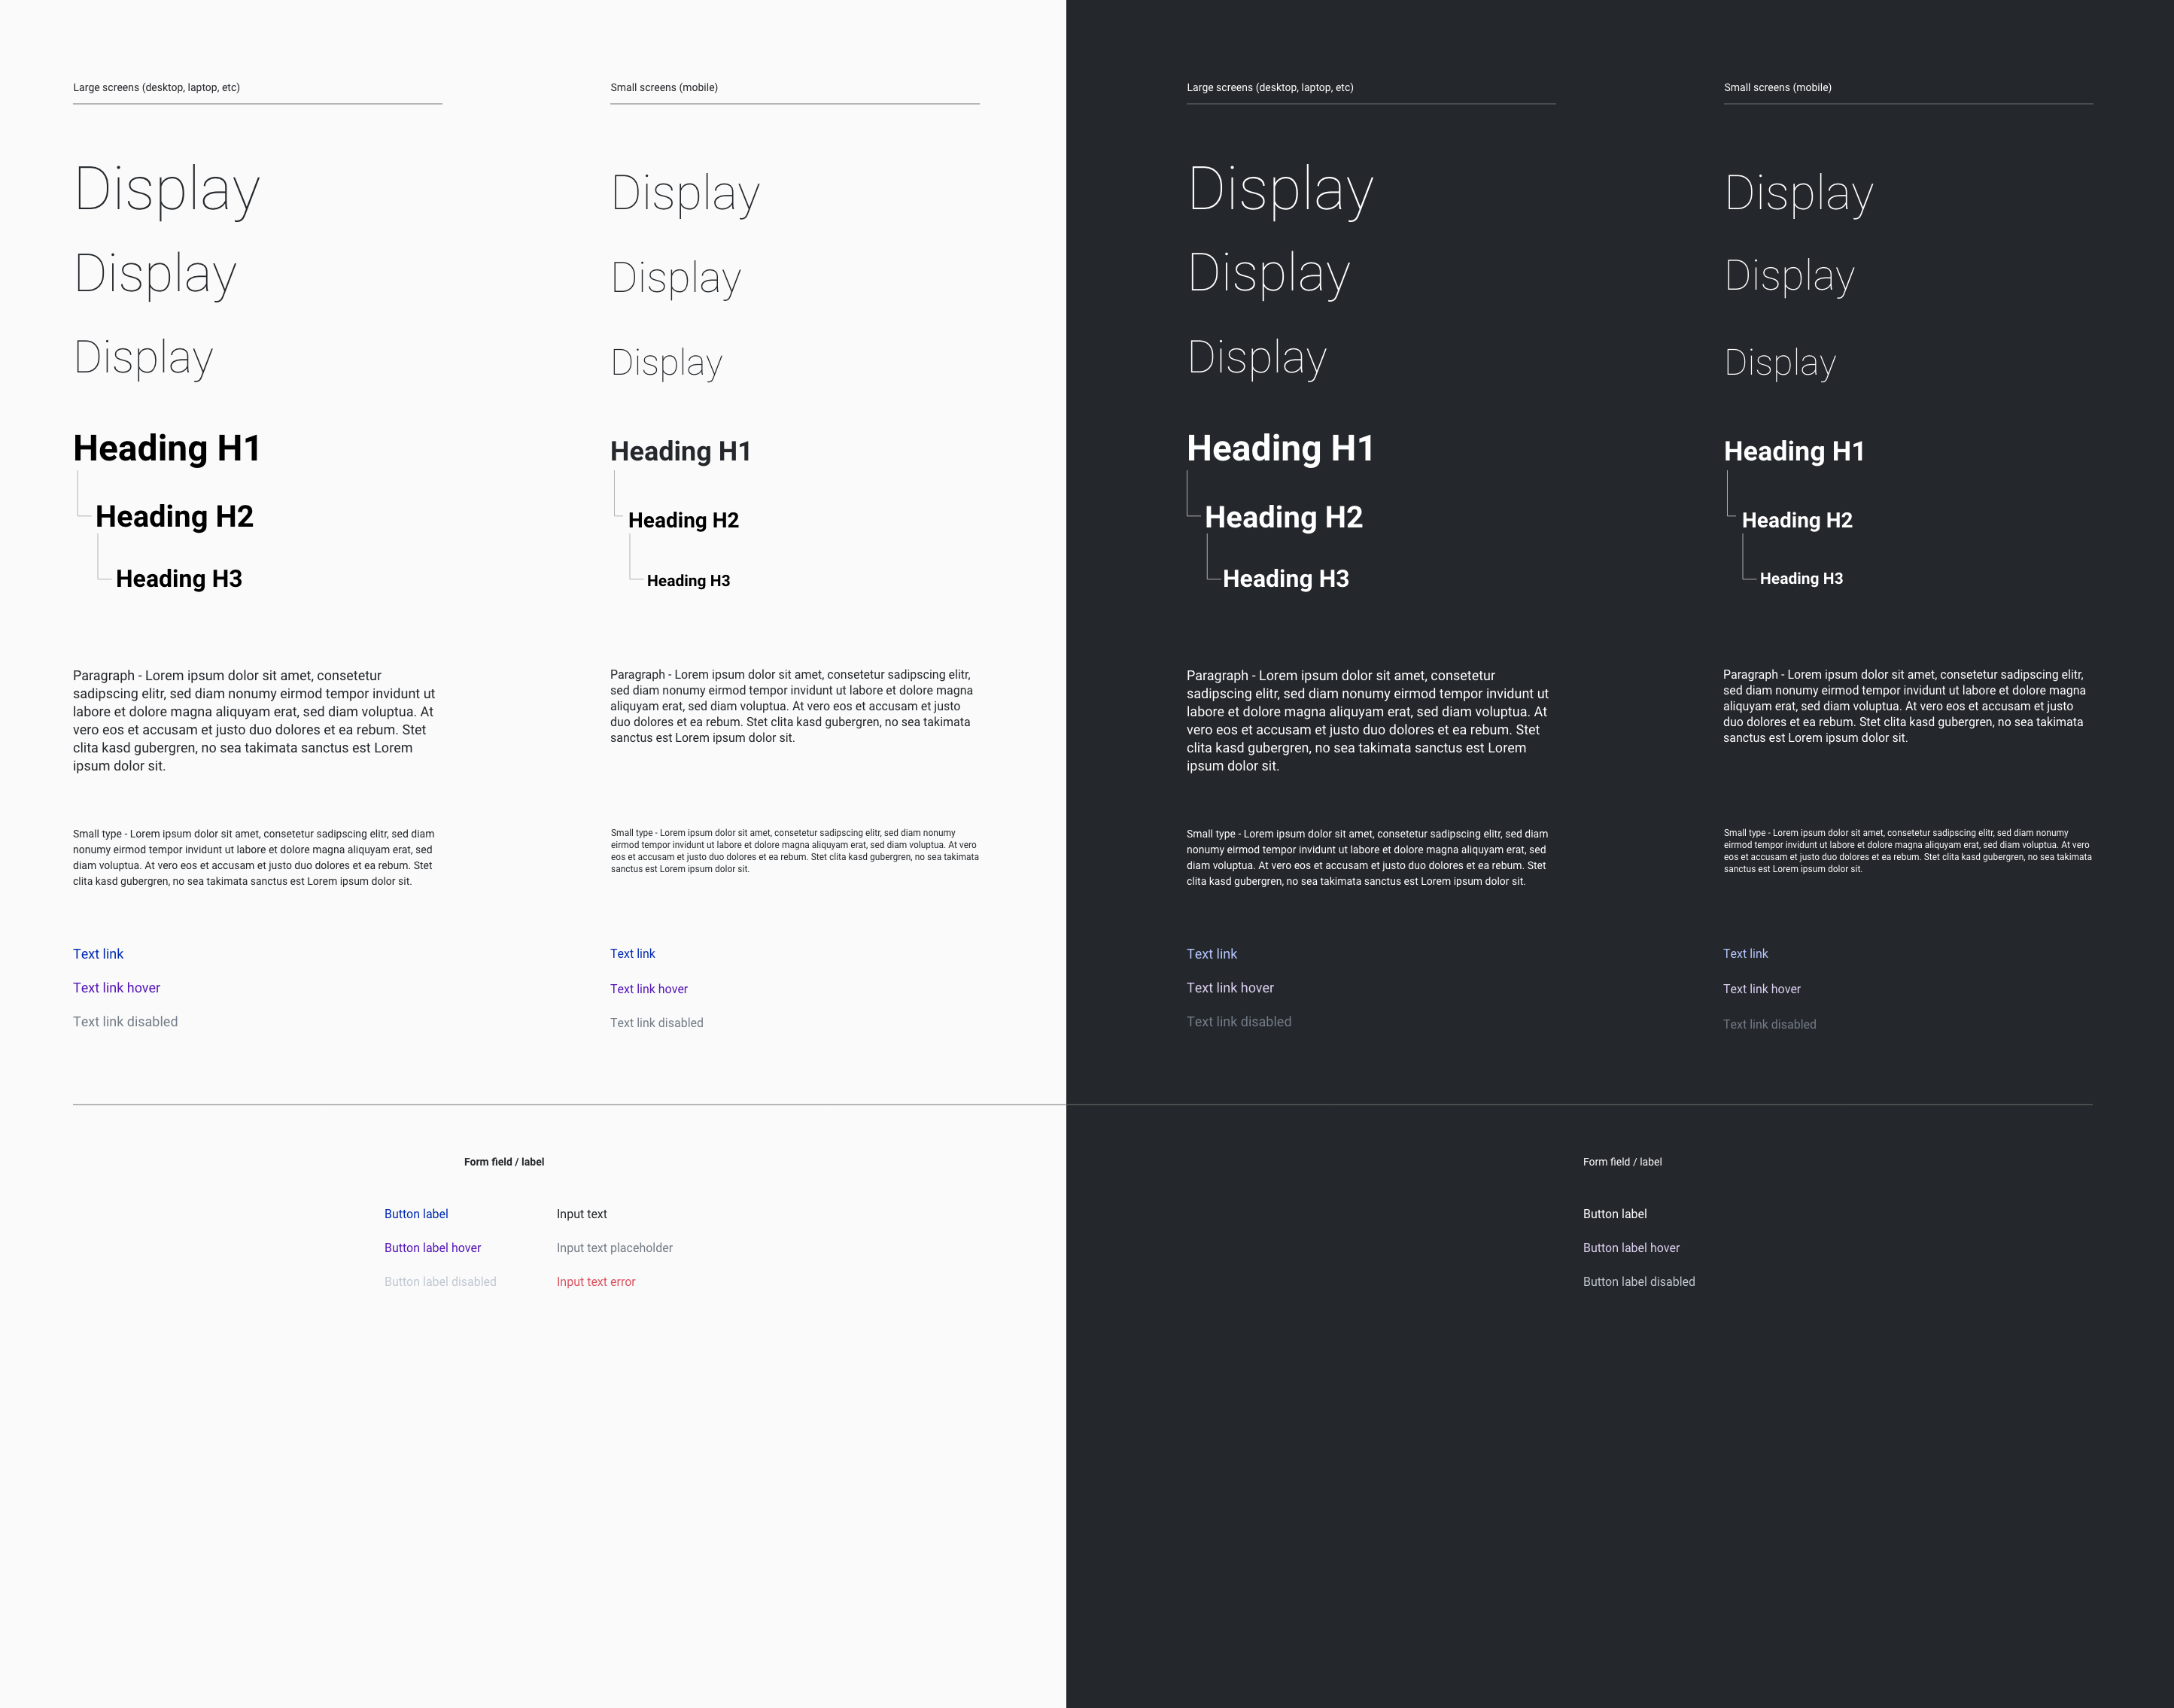 Large screens (desktop, laptop, etc)
Display
Display
Display
Heading H1
Heading H2
Heading H3
Paragraph - Lorem ipsum dolor sit amet, consetetur
sadipscing elitr, sed diam nonumy eirmod tempor invidunt ut
labore et dolore magna aliquyam erat, sed diam voluptua. At
vero eos et accusam et justo duo dolores et ea rebum. Stet
clita kasd gubergren, no sea takimata sanctus est Lorem
ipsum dolor sit.
Small type - Lorem ipsum dolor sit amet, consetetur sadipscing elitr, sed diam
nonumy eirmod tempor invidunt ut labore et dolore magna aliquyam erat, sed
diam voluptua. At vero eos et accusam et justo duo dolores et ea rebum. Stet
clita kasd gubergren, no sea takimata sanctus est Lorem ipsum dolor sit.
Text link
Text link hover
Text link disabled
Small screens (mobile)
Display
Display
Display
Heading H1
Heading H2
Heading H3
Paragraph - Lorem ipsum dolor sit amet, consetetur sadipscing elitr,
sed diam nonumy eirmod tempor invidunt ut labore et dolore magna
aliquyam erat, sed diam voluptua. At vero eos et accusam et justo
duo dolores et ea rebum. Stet clita kasd gubergren, no sea takimata
sanctus est Lorem ipsum dolor sit.
Small type - Lorem ipsum dolor sit amet, consetetur sadipscing elitr, sed diam nonumy
eirmod tempor invidunt ut labore et dolore magna aliquyam erat, sed diam voluptua. At vero
eos et accusam et justo duo dolores et ea rebum. Stet clita kasd gubergren, no sea takimata
sanctus est Lorem ipsum dolor sit.
Text link
Text link hover
Text link disabled
Form field / label
Button label
Button label hover
Button label disabled
Input text
Input text placeholder
Input text error
Large screens (desktop, laptop, etc)
Display
Display
Display
Heading H1
Heading H2
Heading H3
Paragraph - Lorem ipsum dolor sit amet, consetetur
sadipscing elitr, sed diam nonumy eirmod tempor invidunt ut
labore et dolore magna aliquyam erat, sed diam voluptua. At
vero eos et accusam et justo duo dolores et ea rebum. Stet
clita kasd gubergren, no sea takimata sanctus est Lorem
ipsum dolor sit.
Small type - Lorem ipsum dolor sit amet, consetetur sadipscing elitr, sed diam
nonumy eirmod tempor invidunt ut labore et dolore magna aliquyam erat, sed
diam voluptua. At vero eos et accusam et justo duo dolores et ea rebum. Stet
clita kasd gubergren, no sea takimata sanctus est Lorem ipsum dolor sit.
Text link
Text link hover
Text link disabled
Small screens (mobile)
Display
Display
Display
Heading H1
Heading H2
Heading H3
Paragraph - Lorem ipsum dolor sit amet, consetetur sadipscing elitr,
sed diam nonumy eirmod tempor invidunt ut labore et dolore magna
aliquyam erat, sed diam voluptua. At vero eos et accusam et justo
duo dolores et ea rebum. Stet clita kasd gubergren, no sea takimata
sanctus est Lorem ipsum dolor sit.
Small type - Lorem ipsum dolor sit amet, consetetur sadipscing elitr, sed diam nonumy
eirmod tempor invidunt ut labore et dolore magna aliquyam erat, sed diam voluptua. At vero
eos et accusam et justo duo dolores et ea rebum. Stet clita kasd gubergren, no sea takimata
sanctus est Lorem ipsum dolor sit.
Text link
Text link hover
Text link disabled
Form field / label
Button label
Button label hover
Button label disabled